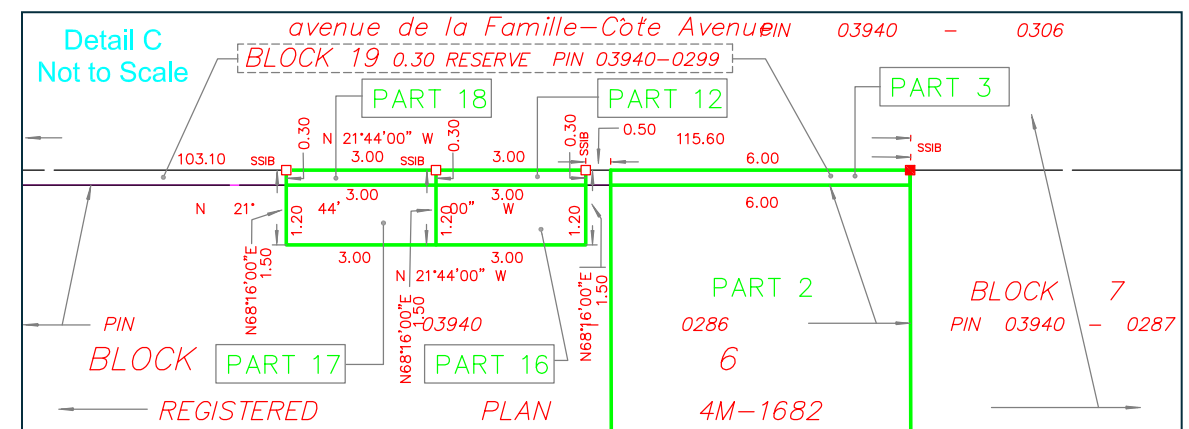 avenue de la Famille–Côte Avenue PIN 03940 – 0306
Detail C
Not to Scale
BLOCK 19 0.30 RESERVE PIN 03940–0299
PART 18
PART 12
PART 3
0.30
N 21°44'00" W
0.30
0.30
0.50
115.60
103.10
SSIB
3.00
SSIB
3.00
SSIB
6.00
SSIB
3.00
3.00
6.00
N 21° 44' 00" W
1.20
1.20
1.20
N68°16'00"E
1.50
3.00
3.00
N 21°44'00" W
N68°16'00"E
1.50
N68°16'00"E
1.50
PART 2
BLOCK 7
PIN 03940 – 0287
PIN 03940 0286
BLOCK 6
PART 17
PART 16
REGISTERED PLAN 4M–1682